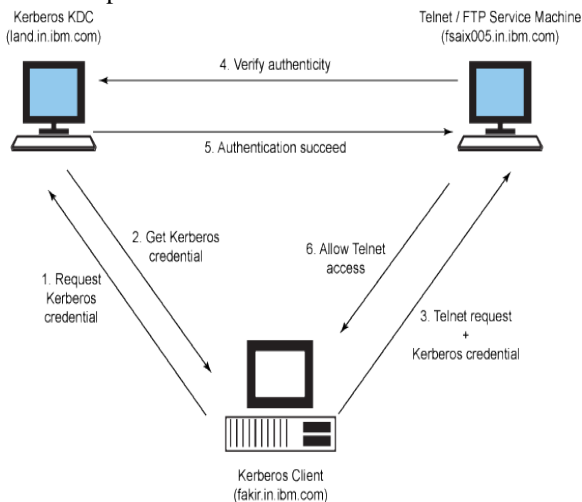 Kerberos KDC
(land.in.ibm.com)
Telnet / FTP Service Machine
(fsaix005.in.ibm.com)
4. Verify authenticity
5. Authentication succeed
2. Get Kerberos
credential
1. Request
Kerberos
credential
6. Allow Telnet
access
3. Telnet request
+
Kerberos credential
Kerberos Client
(fakir.in.ibm.com)